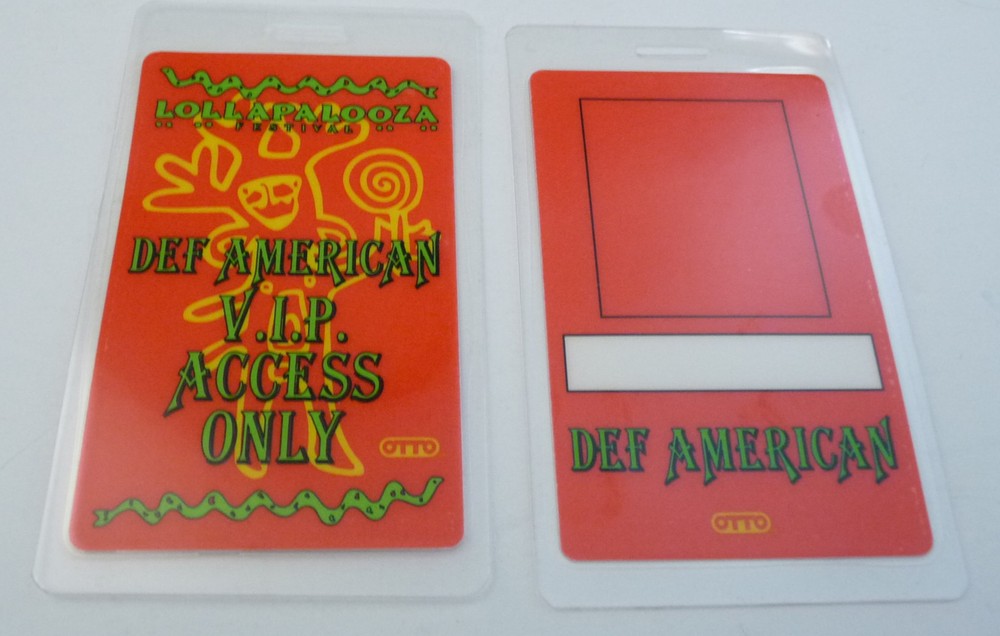 LOLLAPALOOZA
FESTIVAL
DEF AMERICAN
V.I.P.
ACCESS
ONLY
OTTO
DEF AMERICAN
OTTO